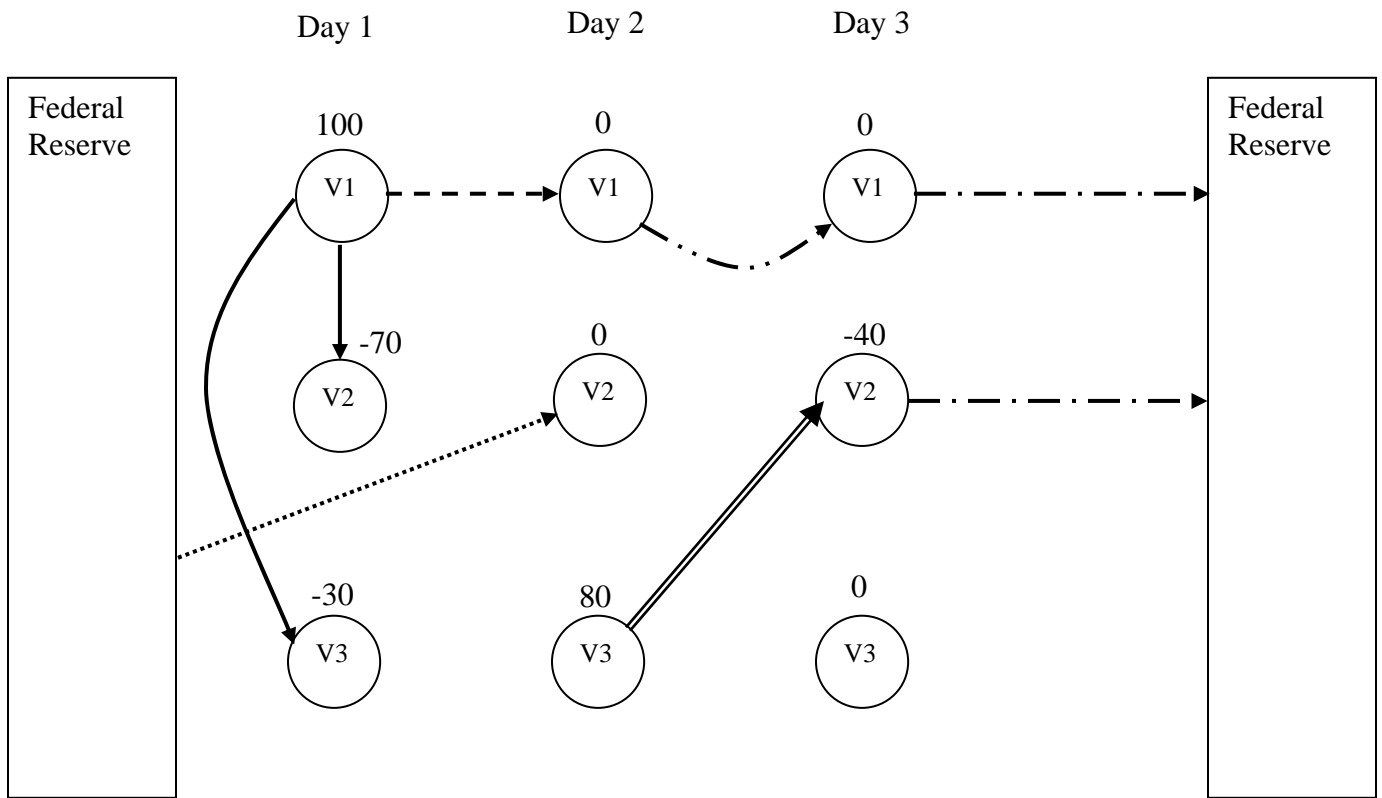 Day 1
Day 2
Day 3
Federal
Reserve
Federal
Reserve
100
0
0
V1
V1
V1
-70
0
-40
V2
V2
V2
-30
80
0
V3
V3
V3